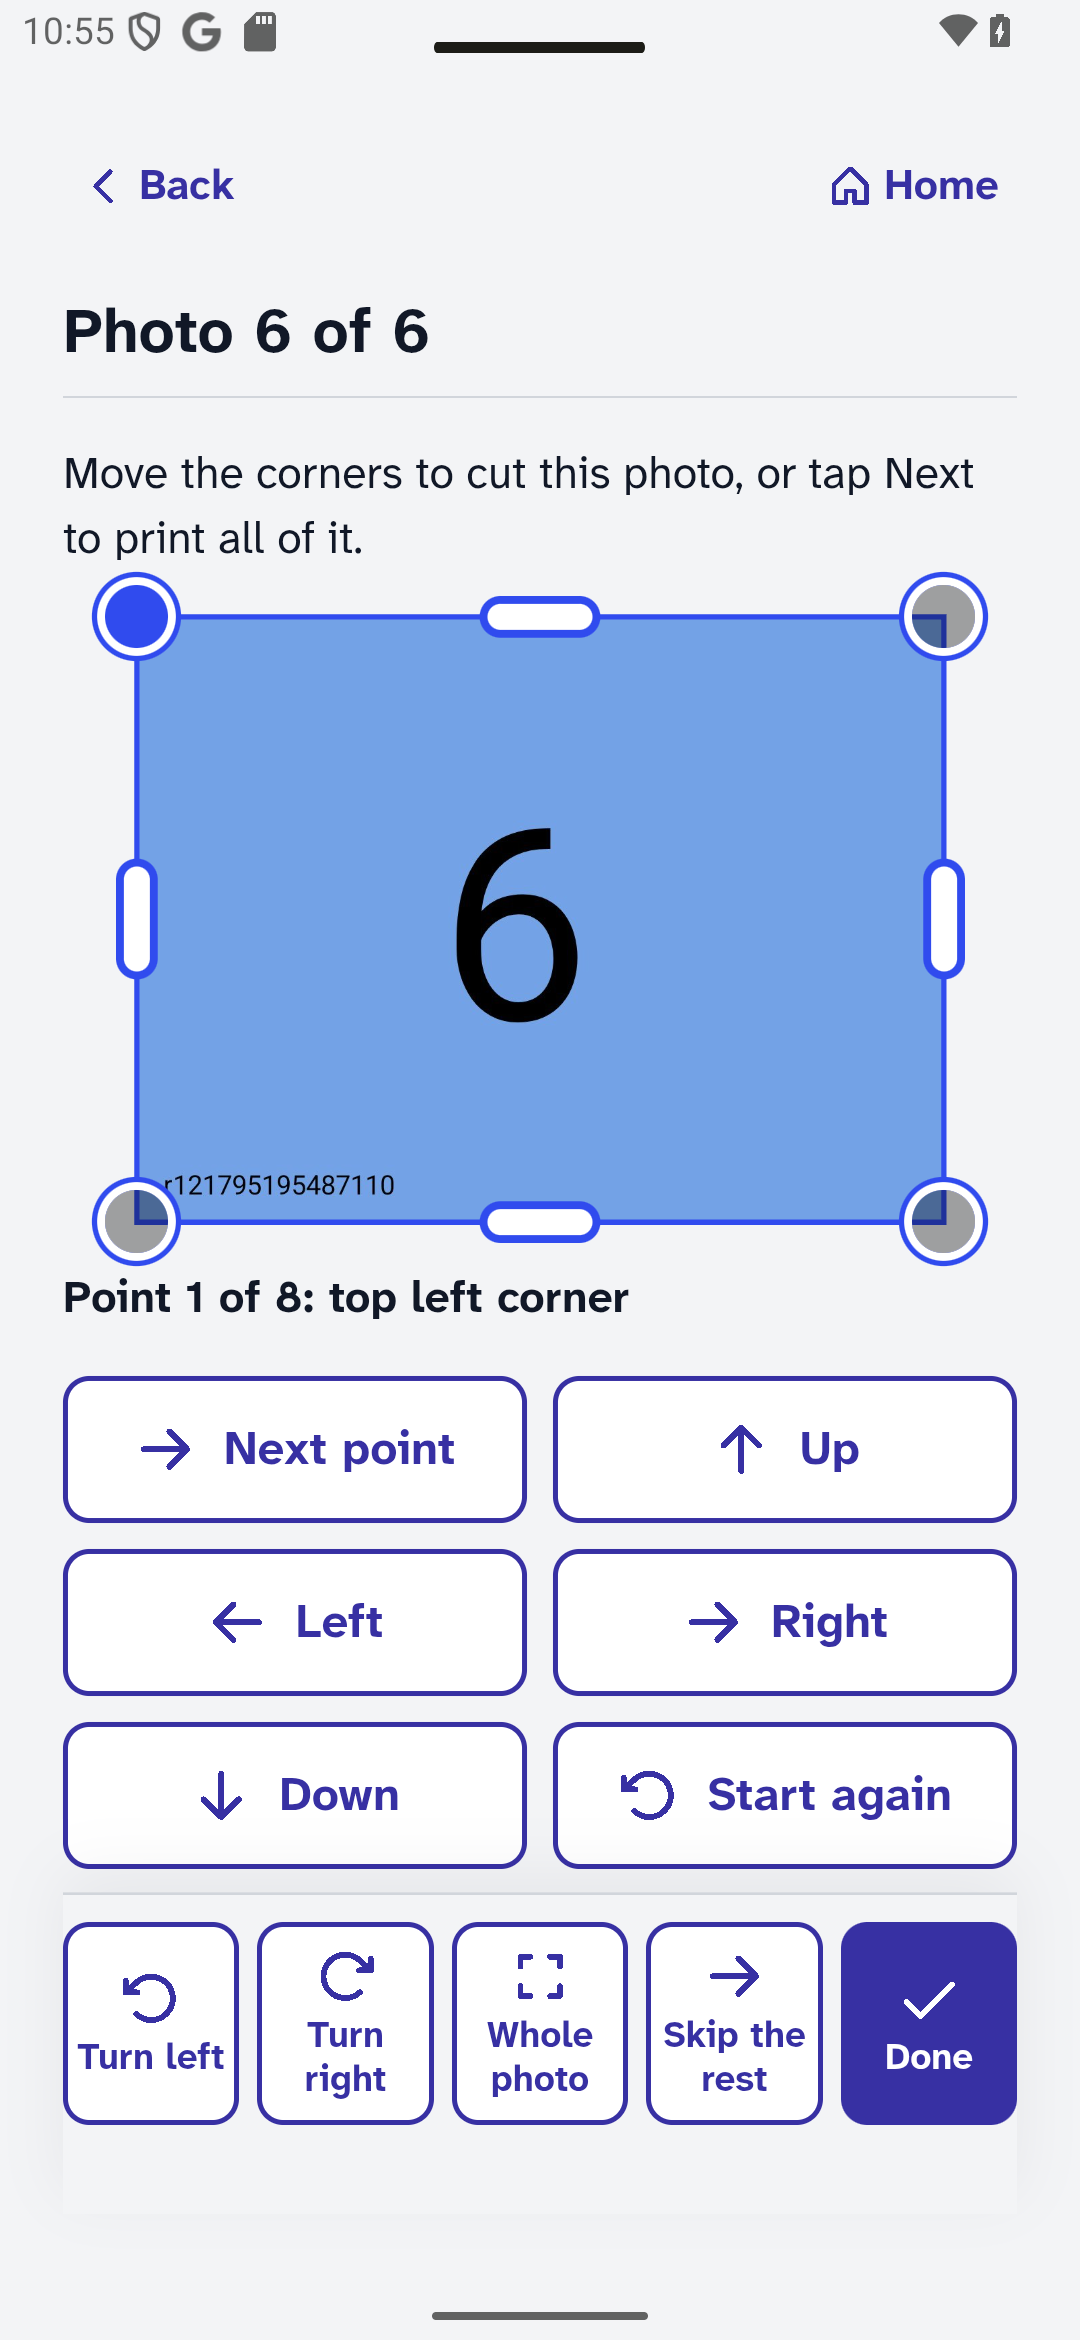 10:55
Back
Home
Photo 6 of 6
Move the corners to cut this photo, or tap Next
to print all of it.
6
r121795195487110
Point 1 of 8: top left corner
Next point
Up
Left
Right
Down
Start again
Turn left
Turn
right
Whole
photo
Skip the
rest
Done